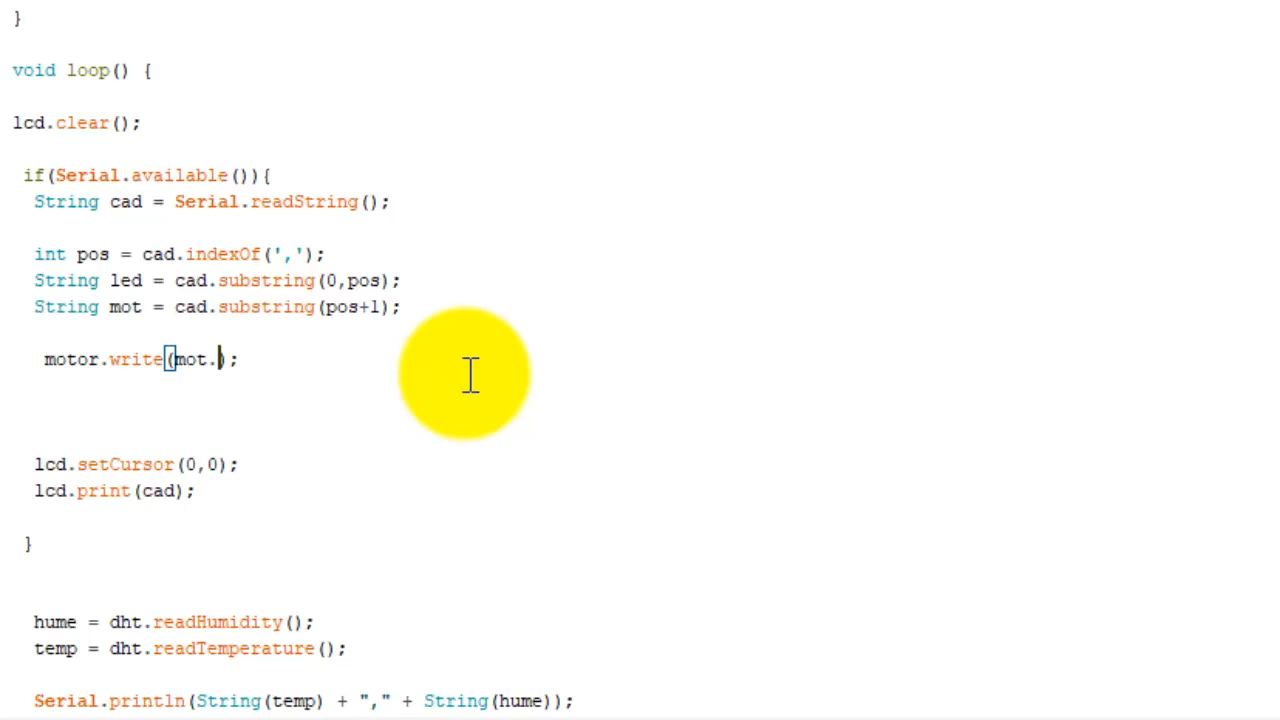 }
void loop() {
lcd.clear();
if(Serial.available()){
String cad = Serial.readString();
int pos = cad.indexOf(',');
String led = cad.substring(0,pos);
String mot = cad.substring(pos+1);
motor.write(mot.);
lcd.setCursor(0,0);
lcd.print(cad);
}
hume = dht.readHumidity();
temp = dht.readTemperature();
Serial.println(String(temp) + "," + String(hume));